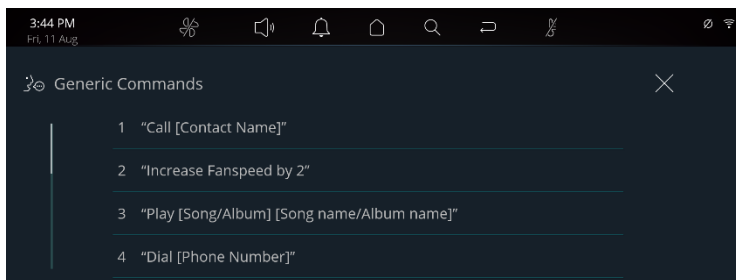 3:44 PM
Fri, 11 Aug
Generic Commands
1 “Call [Contact Name]”
2 “Increase Fanspeed by 2”
3 “Play [Song/Album] [Song name/Album name]”
4 “Dial [Phone Number]”